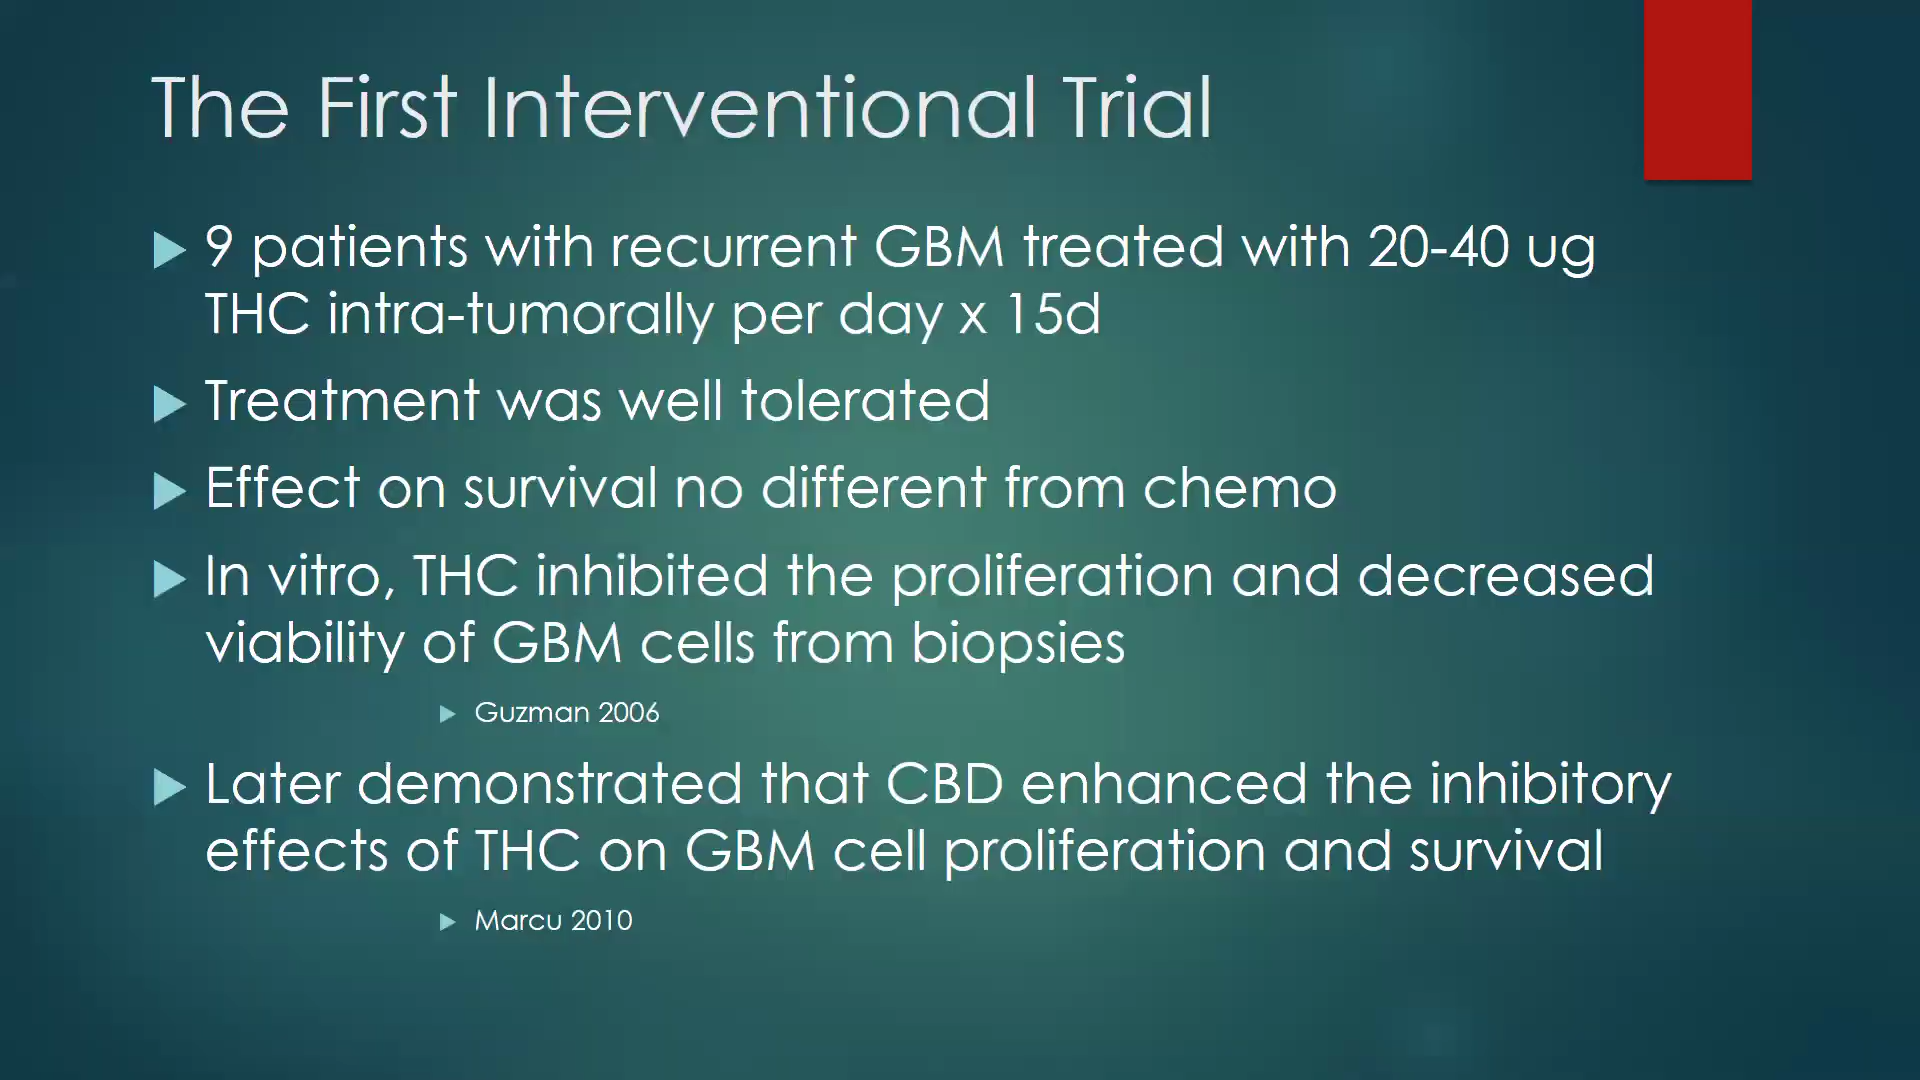 The First Interventional Trial
9 patients with recurrent GBM treated with 20-40 ug
THC intra-tumorally per day x 15d
Treatment was well tolerated
Effect on survival no different from chemo
In vitro, THC inhibited the proliferation and decreased
viability of GBM cells from biopsies
Guzman 2006
Later demonstrated that CBD enhanced the inhibitory
effects of THC on GBM cell proliferation and survival
Marcu 2010